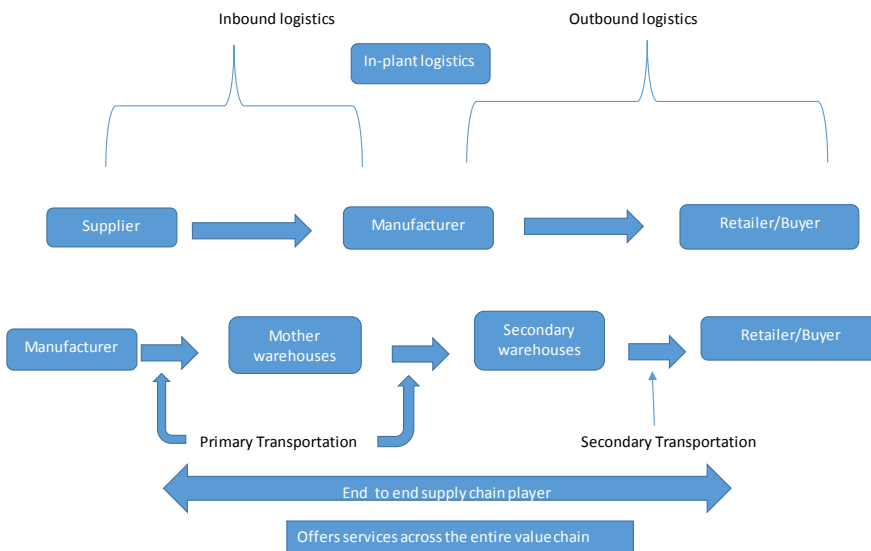 Inbound logistics
Outbound logistics
In-plant logistics
Supplier
Manufacturer
Retailer/Buyer
Manufacturer
Mother
warehouses
Secondary
warehouses
Retailer/Buyer
Primary Transportation
Secondary Transportation
End to end supply chain player
Offers services across the entire value chain